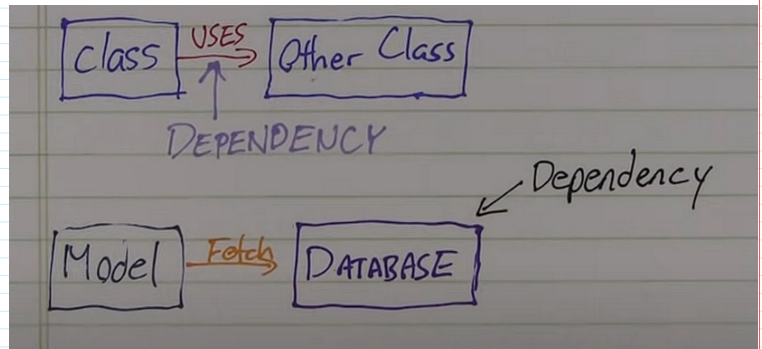 USES
Class
Other Class
DEPENDENCY
Dependency
Fetch
Model
DATABASE